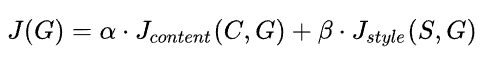 J(G) = α · J_content(C, G) + β · J_style(S, G)